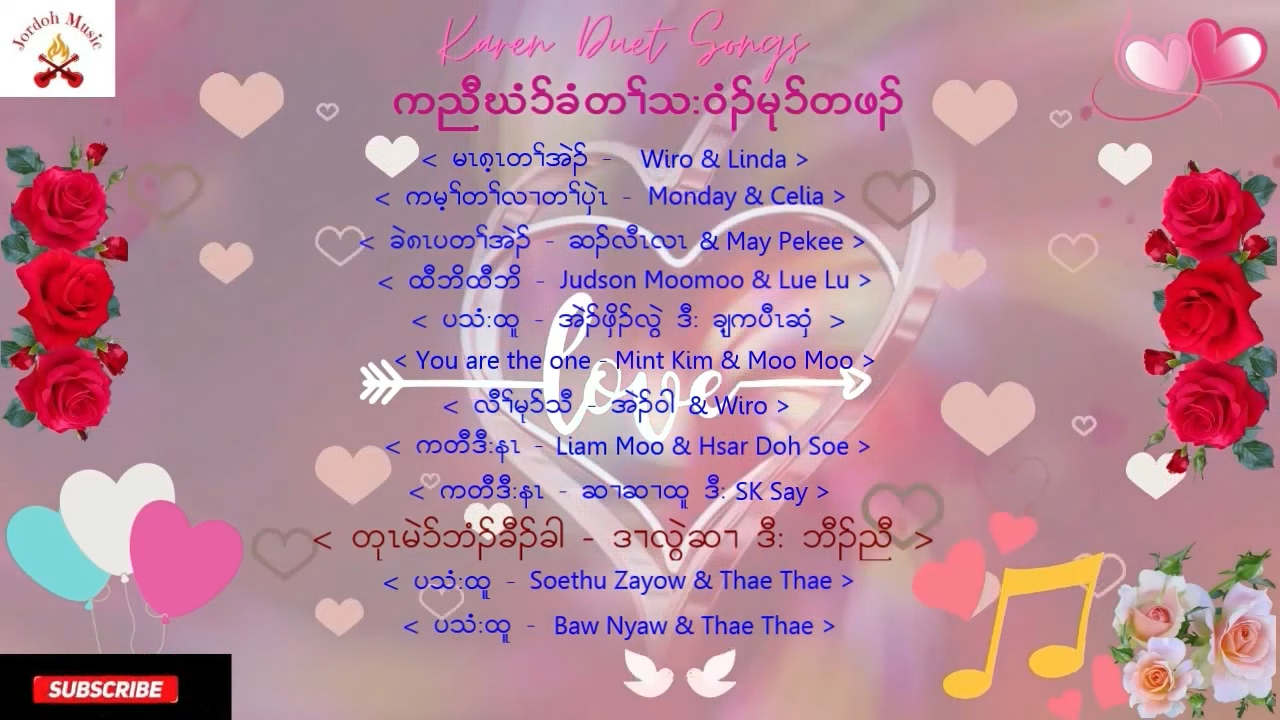 Jordoh Music
Karen Duet Songs
ကညီဃံာ်ခံတၢ်သးဝံၣ်မုာ်တဖၣ်
< မၤစ့ၤတၢ်အဲၣ် - Wiro & Linda >
< ကမ့ၢ်တၢ်လၢတၢ်ပှဲၤ - Monday & Celia >
< ခဲစၤပတၢ်အဲၣ် - ဆၣ်လီၤလၤ & May Pekee >
< ထီဘိထီဘိ - Judson Moomoo & Lue Lu >
< ပသံးထူ - အဲၣ်ဖှိၣ်လွဲ ဒီး ချကပီၤဆှံ >
< You are the one - Mint Kim & Moo Moo >
love
< လီၢ်မုာ်သီ - အဲၣ်ဝါ & Wiro >
< ကတီဒီးနၤ - Liam Moo & Hsar Doh Soe >
< ကတီဒီးနၤ - ဆၢဆၢထူ ဒီး SK Say >
< တုၤမဲာ်ဘံၣ်ခီၣ်ခါ - ဒၢလွဲဆၢ ဒီး ဘီၣ်ညီ >
< ပသံးထူ - Soethu Zayow & Thae Thae >
< ပသံးထူ - Baw Nyaw & Thae Thae >
SUBSCRIBE